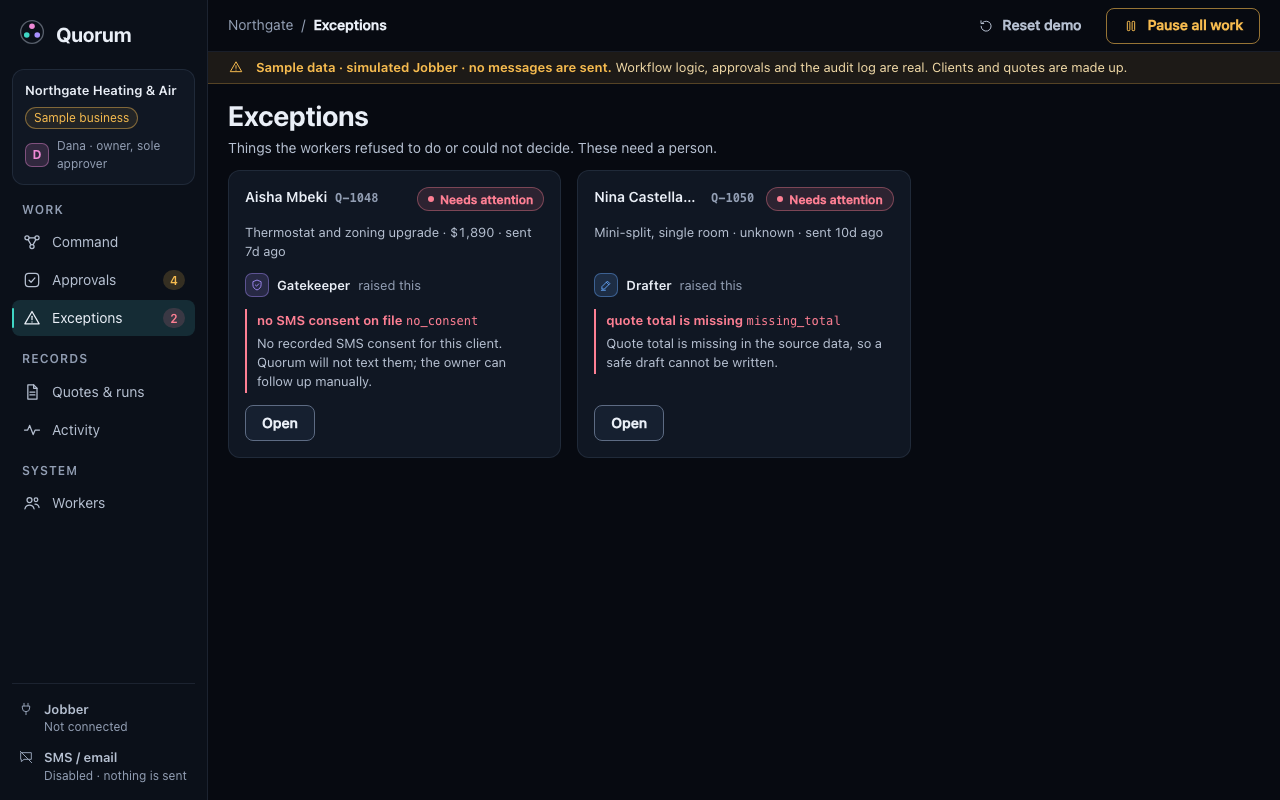 Quorum
Northgate Heating & Air
Sample business
D
Dana · owner, sole
approver
WORK
Command
Approvals 4
Exceptions 2
RECORDS
Quotes & runs
Activity
SYSTEM
Workers
Jobber
Not connected
SMS / email
Disabled · nothing is sent
Northgate / Exceptions
Reset demo
Pause all work
Sample data · simulated Jobber · no messages are sent. Workflow logic, approvals and the audit log are real. Clients and quotes are made up.
Exceptions
Things the workers refused to do or could not decide. These need a person.
Aisha Mbeki Q–1048 Needs attention
Thermostat and zoning upgrade · $1,890 · sent
7d ago
Gatekeeper raised this
no SMS consent on file no_consent
No recorded SMS consent for this client.
Quorum will not text them; the owner can
follow up manually.
Open
Nina Castella... Q–1050 Needs attention
Mini-split, single room · unknown · sent 10d ago
Drafter raised this
quote total is missing missing_total
Quote total is missing in the source data, so a
safe draft cannot be written.
Open